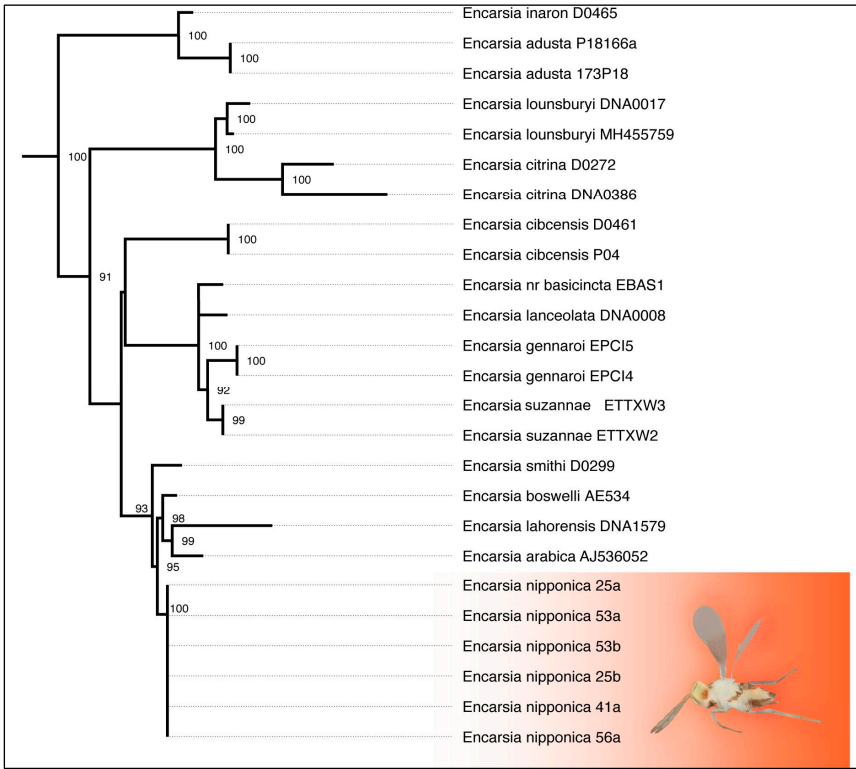 Encarsia inaron D0465
100
Encarsia adusta P18166a
100
Encarsia adusta 173P18
Encarsia lounsburyi DNA0017
100
Encarsia lounsburyi MH455759
100
100
Encarsia citrina D0272
100
Encarsia citrina DNA0386
Encarsia cibcensis D0461
100
Encarsia cibcensis P04
91
Encarsia nr basicincta EBAS1
Encarsia lanceolata DNA0008
100
Encarsia gennaroi EPCI5
100
Encarsia gennaroi EPCI4
92
Encarsia suzannae ETTXW3
99
Encarsia suzannae ETTXW2
Encarsia smithi D0299
Encarsia boswelli AE534
93
98
Encarsia lahorensis DNA1579
99
Encarsia arabica AJ536052
95
Encarsia nipponica 25a
100
Encarsia nipponica 53a
Encarsia nipponica 53b
Encarsia nipponica 25b
Encarsia nipponica 41a
Encarsia nipponica 56a